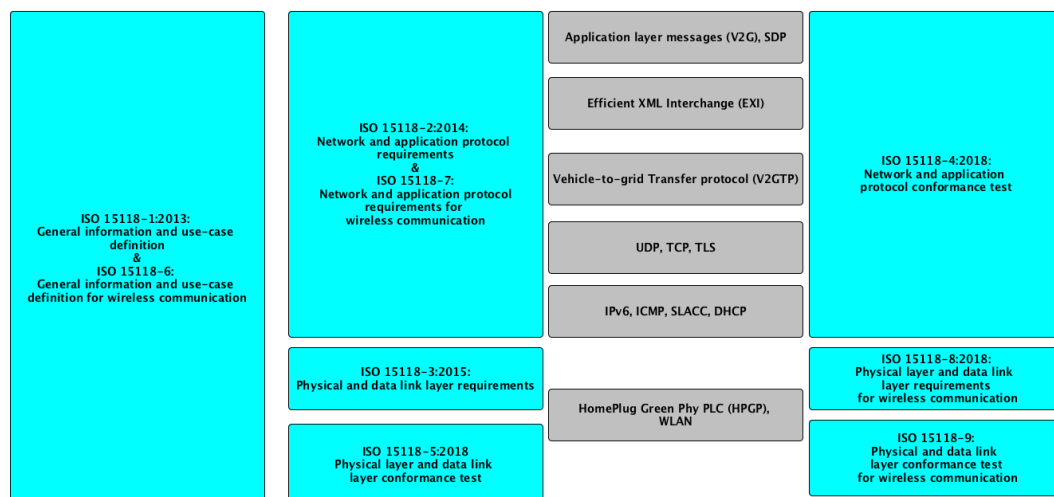 ISO 15118-1:2013:
General information and use-case
definition
&
ISO 15118-6:
General information and use-case
definition for wireless communication
ISO 15118-2:2014:
Network and application protocol
requirements
&
ISO 15118-7:
Network and application protocol
requirements for
wireless communication
ISO 15118-3:2015:
Physical and data link layer requirements
ISO 15118-5:2018
Physical layer and data link
layer conformance test
Application layer messages (V2G), SDP
Efficient XML Interchange (EXI)
Vehicle-to-grid Transfer protocol (V2GTP)
UDP, TCP, TLS
IPv6, ICMP, SLACC, DHCP
HomePlug Green Phy PLC (HPGP),
WLAN
ISO 15118-4:2018:
Network and application
protocol conformance test
ISO 15118-8:2018:
Physical layer and data link
layer requirements
for wireless communication
ISO 15118-9:
Physical and data link
layer conformance test
for wireless communication